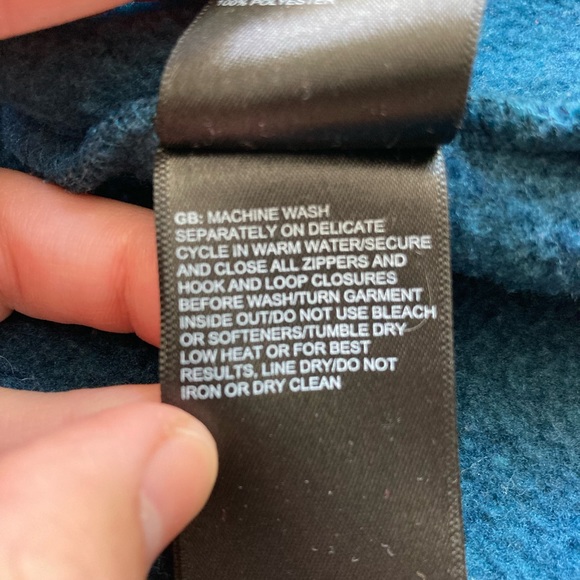 100% POLYESTER
GB: MACHINE WASH
SEPARATELY ON DELICATE
CYCLE IN WARM WATER/SECURE
AND CLOSE ALL ZIPPERS AND
HOOK AND LOOP CLOSURES
BEFORE WASH/TURN GARMENT
INSIDE OUT/DO NOT USE BLEACH
OR SOFTENERS/TUMBLE DRY
LOW HEAT OR FOR BEST
RESULTS, LINE DRY/DO NOT
IRON OR DRY CLEAN